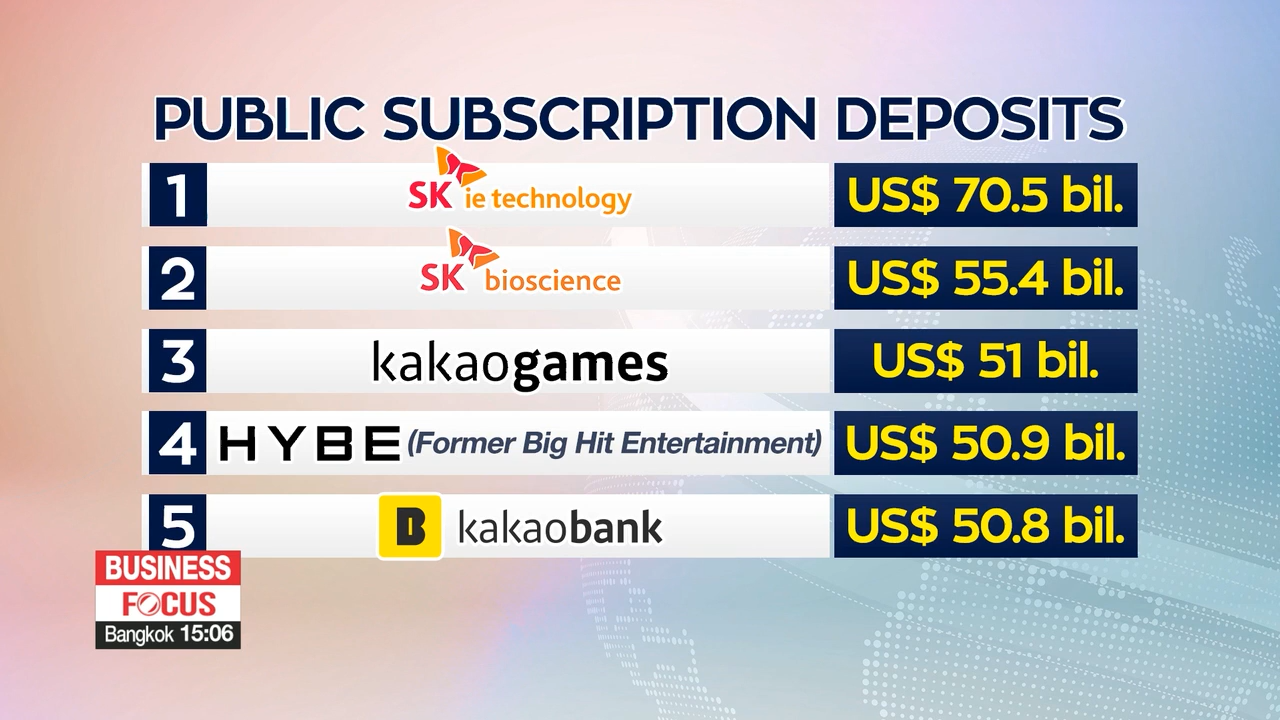 PUBLIC SUBSCRIPTION DEPOSITS
1 SK ie technology US$ 70.5 bil.
2 SK bioscience US$ 55.4 bil.
3 kakaogames US$ 51 bil.
4 HYBE (Former Big Hit Entertainment) US$ 50.9 bil.
5 B kakaobank US$ 50.8 bil.
BUSINESS
FOCUS
Bangkok 15:06